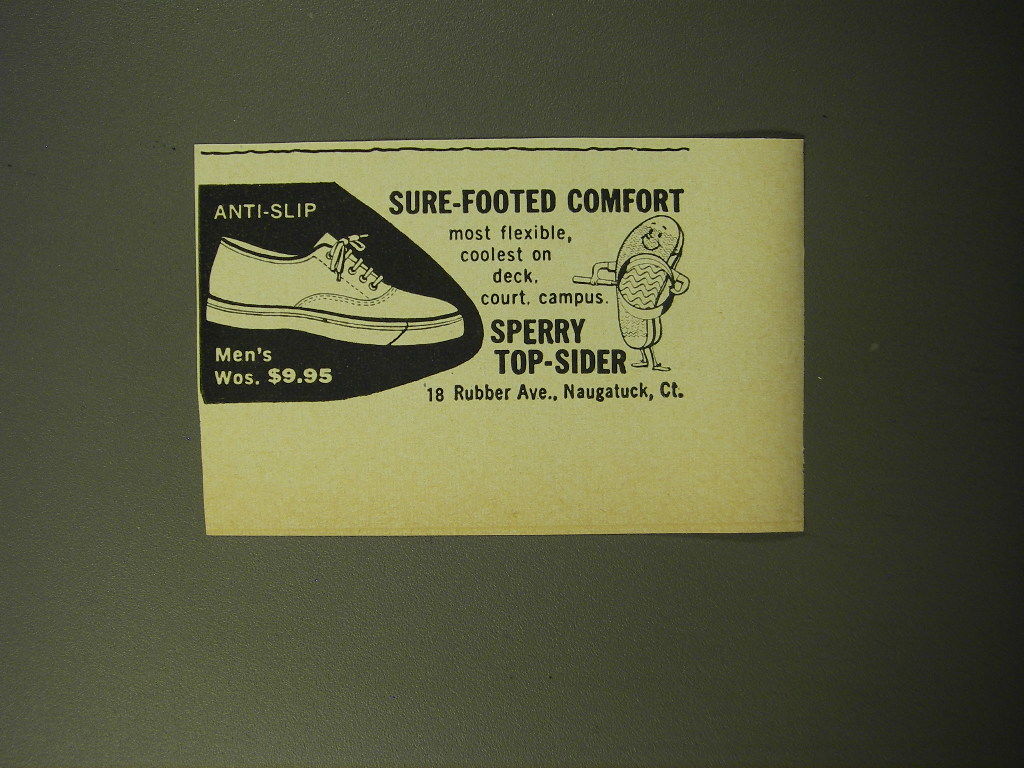 ANTI-SLIP
Men's
Wos. $9.95
SURE-FOOTED COMFORT
most flexible,
coolest on
deck,
court, campus.
SPERRY
TOP-SIDER
18 Rubber Ave., Naugatuck, Ct.